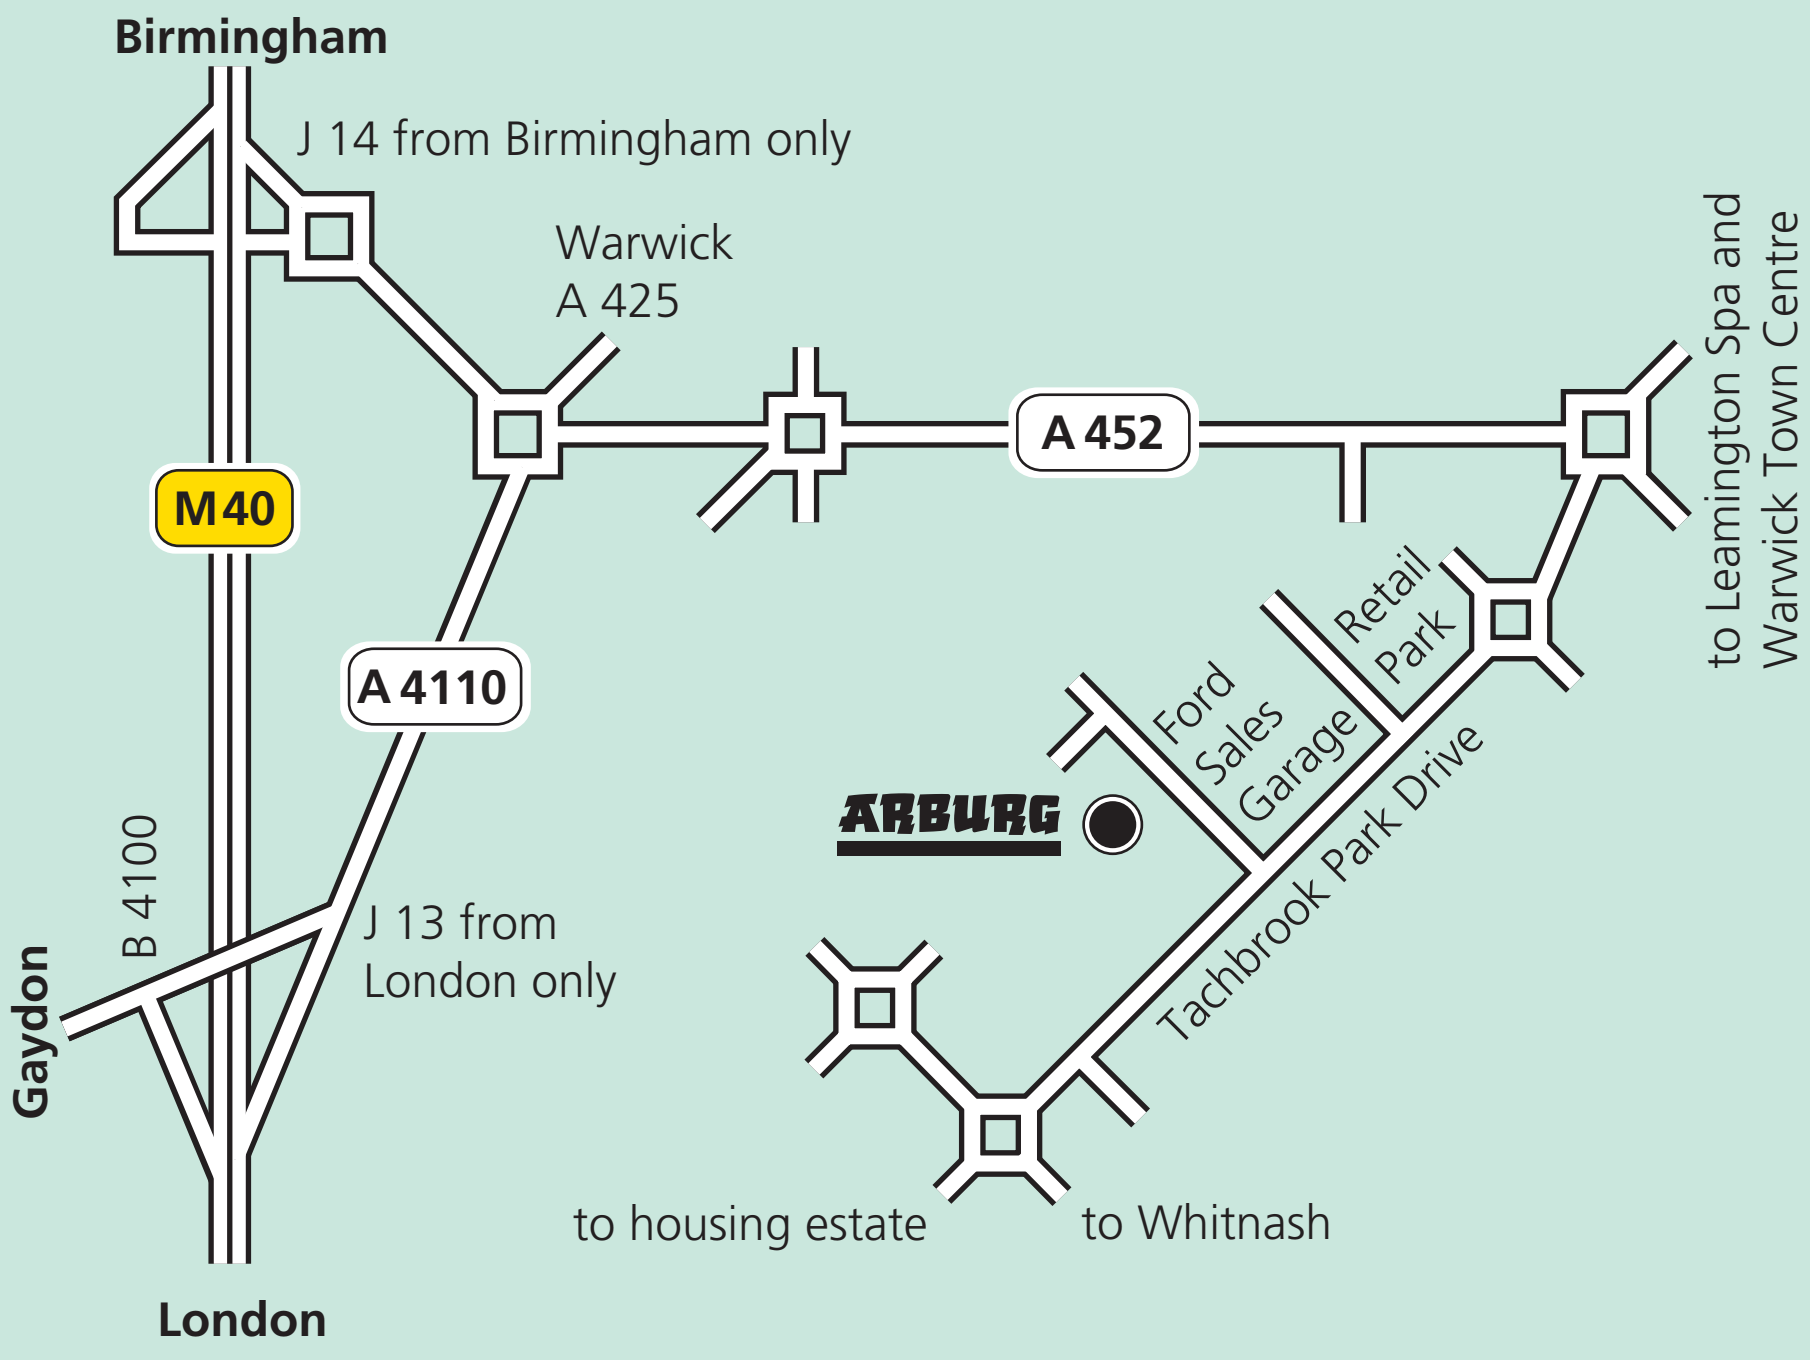 Birmingham
J 14 from Birmingham only
Warwick
A 425
to Leamington Spa and
Warwick Town Centre
A 452
M 40
Retail
Park
Ford
Sales
Garage
A 4110
Tachbrook Park Drive
ARBURG
B 4100
J 13 from
London only
Gaydon
to housing estate
to Whitnash
London